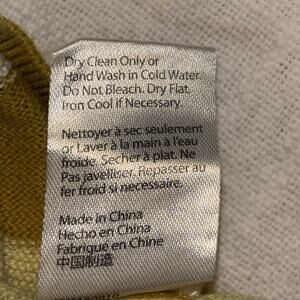 Dry Clean Only or
Hand Wash in Cold Water.
Do Not Bleach. Dry Flat.
Iron Cool if Necessary.
Nettoyer à sec seulement
or Laver à la main à l'eau
froide. Sécher à plat. Ne
Pas javelliser. Repasser au
fer froid si necessaire.
Made in China
Hecho en China
Fabriqué en Chine
中国制造